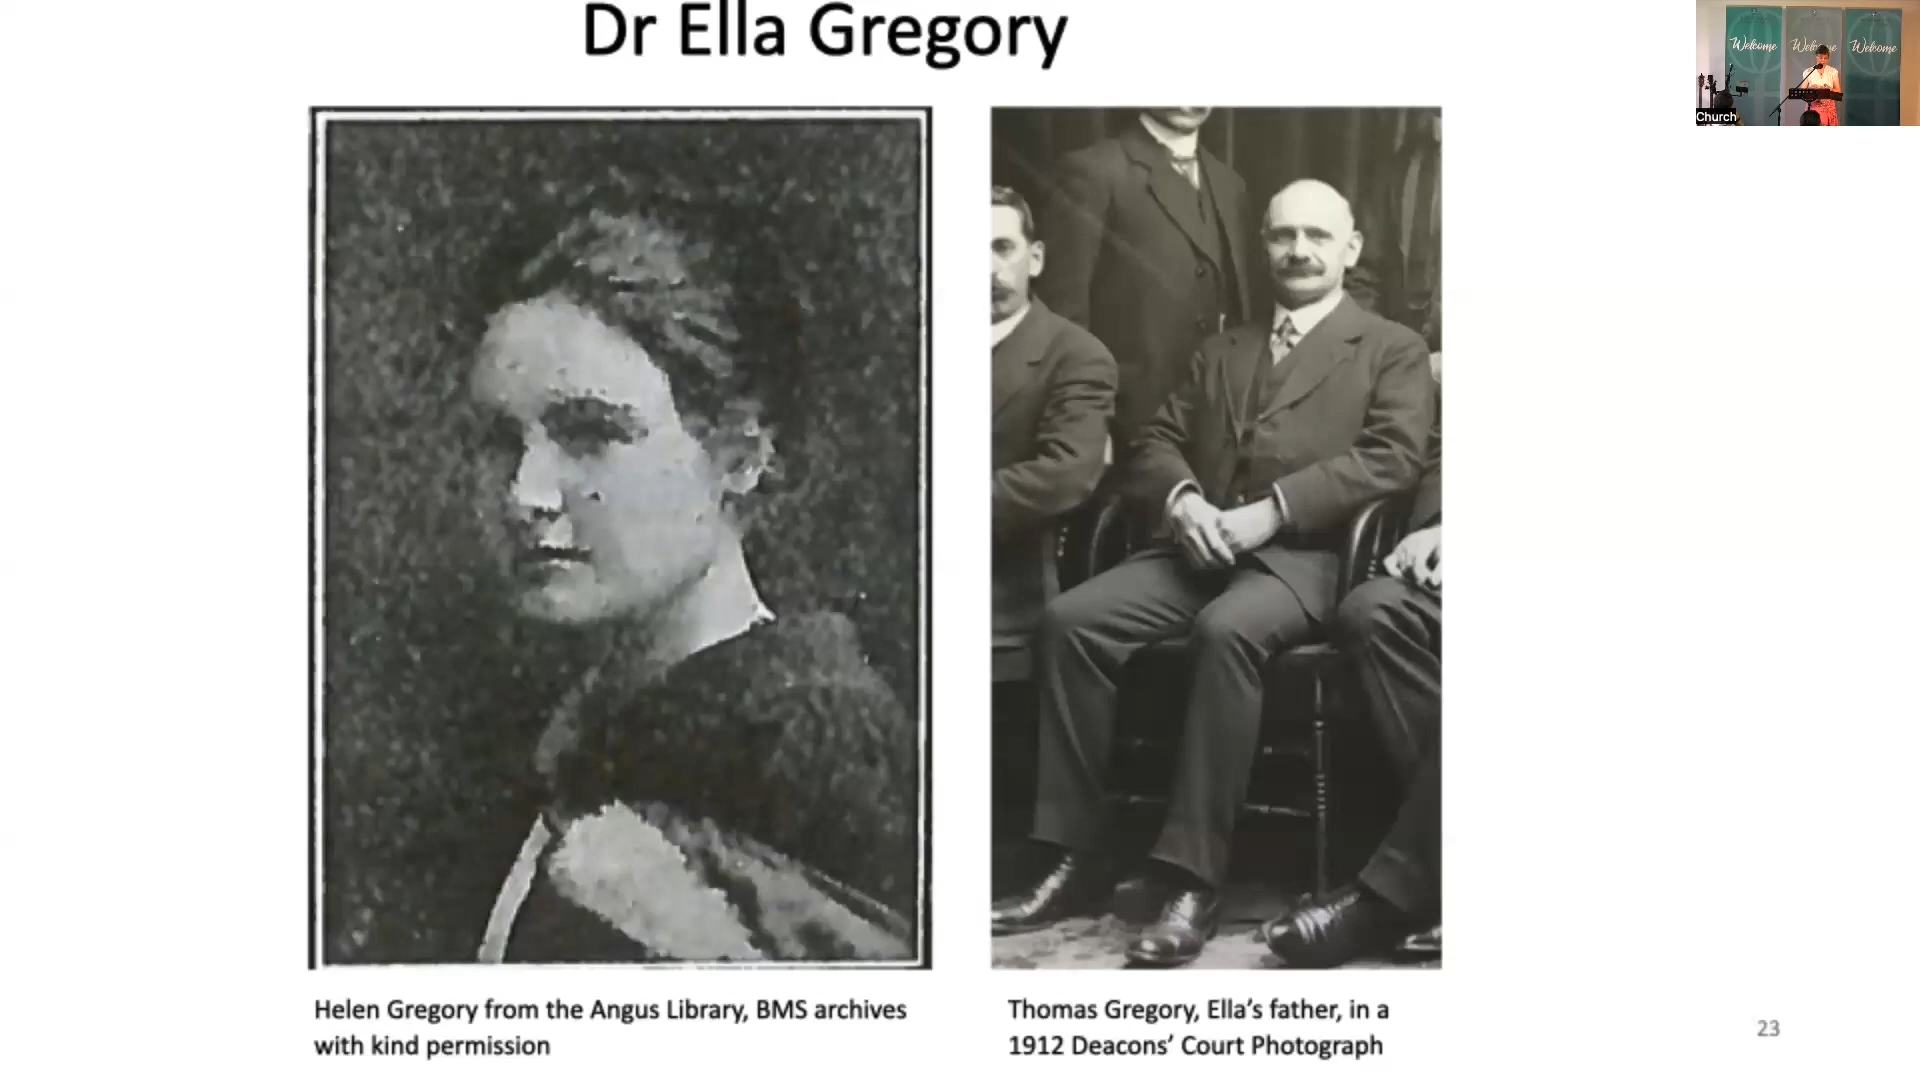 Dr Ella Gregory
Welcome
Welcome
Welcome
Church
Helen Gregory from the Angus Library, BMS archives
with kind permission
Thomas Gregory, Ella’s father, in a
1912 Deacons’ Court Photograph
23